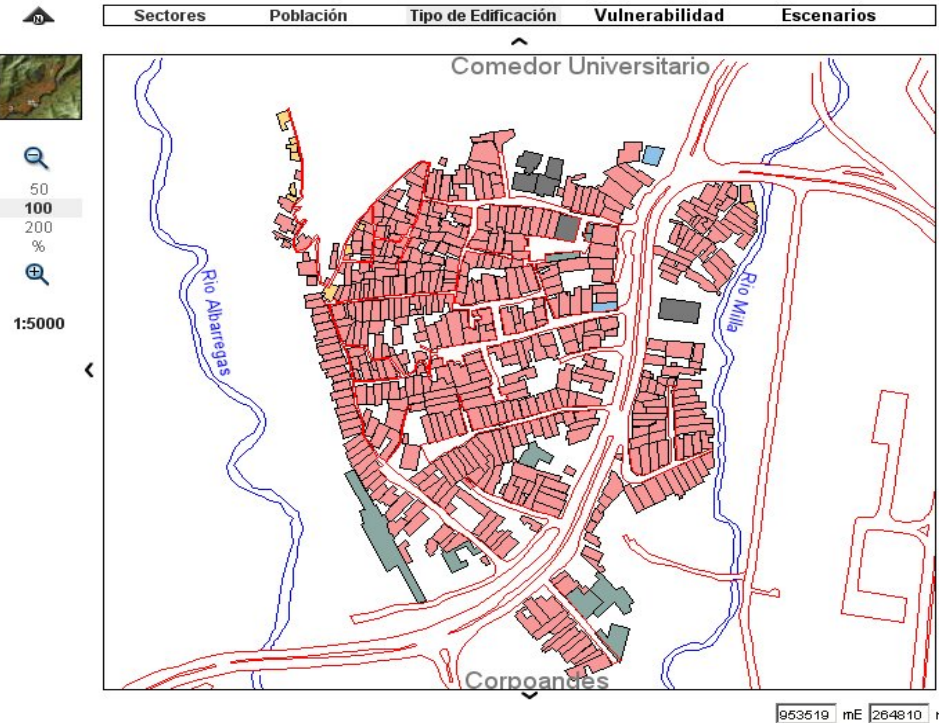 N
Sectores Población Tipo de Edificación Vulnerabilidad Escenarios
Comedor Universitario
50
100
200
%
1:5000
Rio Albarregas
Rio Milla
Corpoandes
953519 mE 264810